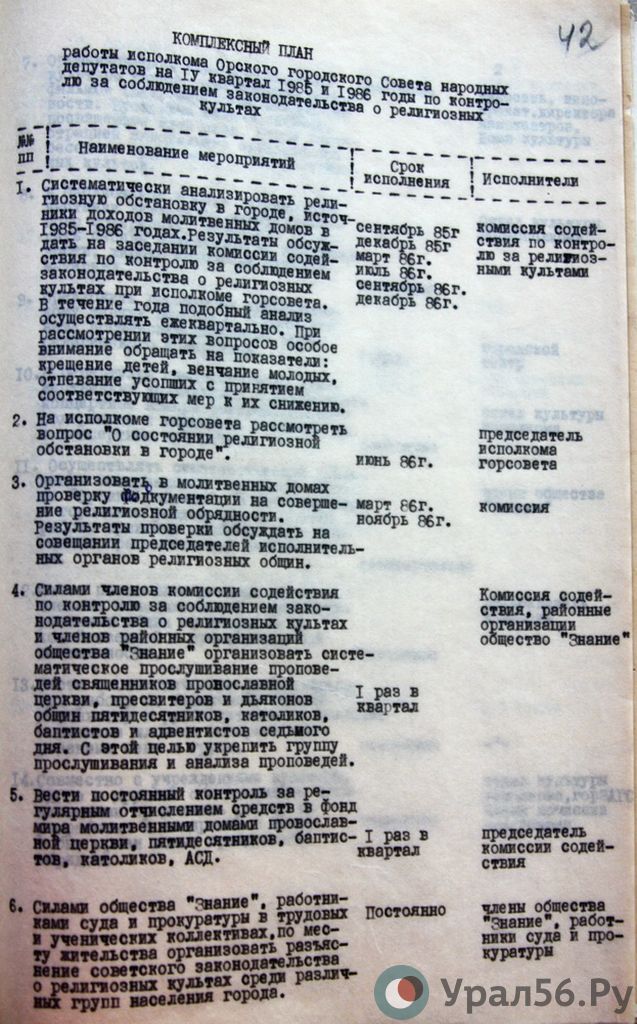 42
КОМПЛЕКСНЫЙ ПЛАН
работы исполкома Орского городского Совета народных
депутатов на IУ квартал 1985 и 1986 годы по контро-
лю за соблюдением законодательства о религиозных
культах
№№ ! Наименование мероприятий ! Срок ! Исполнители
пп ! ! исполнения !
1. Систематически анализировать рели-
гиозную обстановку в городе, источ-
ники доходов молитвенных домов в сентябрь 85г комиссия содей-
1985-1986 годах.Результаты обсуж- декабрь 85г ствия по контро-
дать на заседании комиссии содей- март 86г. лю за религиоз-
ствия по контролю за соблюдением июль 86г. ными культами
законодательства о религиозных сентябрь 86г.
культах при исполкоме горсовета. декабрь 86г.
В течение года подобный анализ
осуществлять ежеквартально. При
рассмотрении этих вопросов особое
внимание обращать на показатели:
крещение детей, венчание молодых,
отпевание усопших с принятием
соответствующих мер к их снижению.
2. На исполкоме горсовета рассмотреть
вопрос "О состоянии религиозной председатель
обстановки в городе". июнь 86г. исполкома
горсовета
3. Организовать в молитвенных домах
проверку документации на соверше- март 86г. комиссия
ние религиозной обрядности. ноябрь 86г.
Результаты проверки обсуждать на
совещании председателей исполнитель-
ных органов религиозных общин.
4. Силами членов комиссии содействия Комиссия содей-
по контролю за соблюдением зако- ствия, районные
нодательства о религиозных культах организации
и членов районных организаций общество "Знание"
общества "Знание" организовать систе-
матическое прослушивание пропове-
дей священников провославной I раз в
церкви, пресвитеров и дьяконов квартал
общин пятидесятников, католиков,
баптистов и адвентистов седьмого
дня. С этой целью укрепить группу
прослушивания и анализа проповедей.
5. Вести постоянный контроль за ре-
гулярным отчислением средств в фонд
мира молитвенными домами провослав- председатель
ной церкви, пятидесятников, баптис- I раз в комиссии содей-
тов, католиков, АСД. квартал ствия
6. Силами общества "Знание", работни- Постоянно члены общества
ками суда и прокуратуры в трудовых "Знание", работ-
и ученических коллективах,по мес- ники суда и про-
ту жительства организовать разъяс- куратуры
нение советского законодательства
о религиозных культах среди различ-
ных групп населения города.
Урал56.Ру